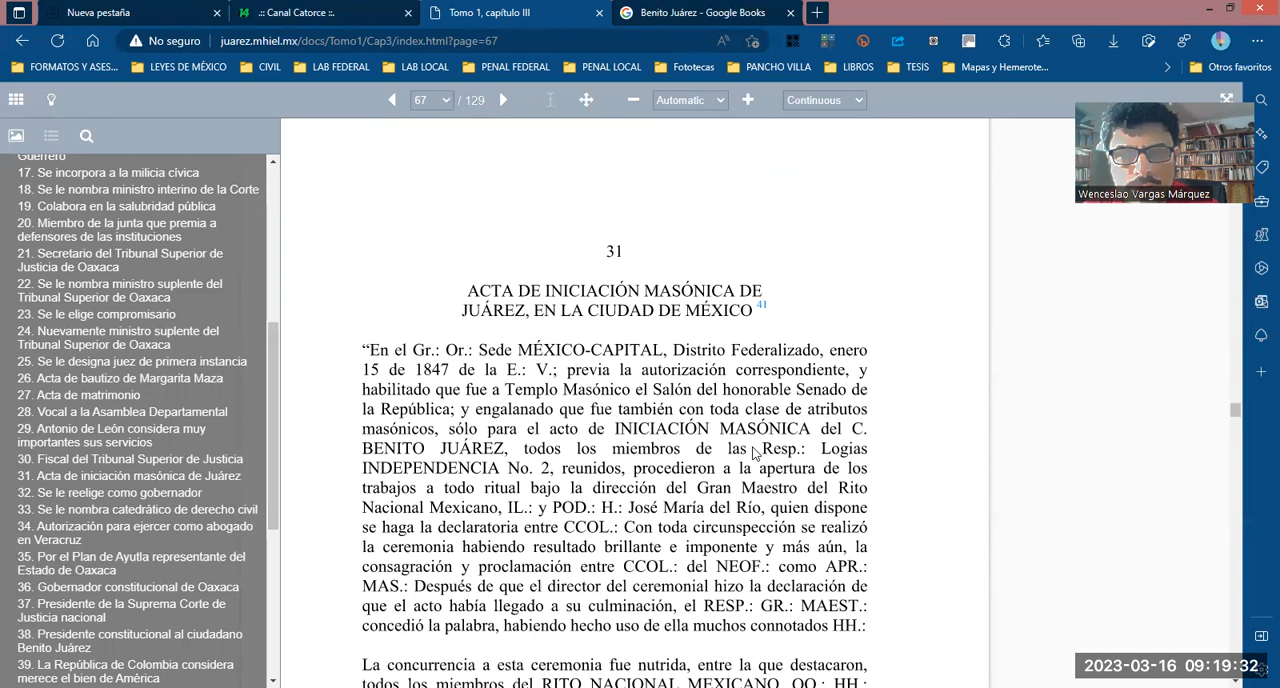 Nueva pestaña
14 .:: Canal Catorce ::.
Tomo 1, capítulo III
Benito Juárez - Google Books
No seguro
juarez.mhiel.mx/docs/Tomo1/Cap3/index.html?page=67
FORMATOS Y ASES...
LEYES DE MÉXICO
CIVIL
LAB FEDERAL
LAB LOCAL
PENAL FEDERAL
PENAL LOCAL
Fototecas
PANCHO VILLA
LIBROS
TESIS
Mapas y Hemerote...
Otros favoritos
67 / 129
Automatic
Continuous
Guerrero
17. Se incorpora a la milicia cívica
18. Se le nombra ministro interino de la Corte
19. Colabora en la salubridad pública
20. Miembro de la junta que premia a
defensores de las instituciones
21. Secretario del Tribunal Superior de
Justicia de Oaxaca
22. Se le nombra ministro suplente del
Tribunal Superior de Oaxaca
23. Se le elige compromisario
24. Nuevamente ministro suplente del
Tribunal Superior de Oaxaca
25. Se le designa juez de primera instancia
26. Acta de bautizo de Margarita Maza
27. Acta de matrimonio
28. Vocal a la Asamblea Departamental
29. Antonio de León considera muy
importantes sus servicios
30. Fiscal del Tribunal Superior de Justicia
31. Acta de iniciación masónica de Juárez
32. Se le reelige como gobernador
33. Se le nombra catedrático de derecho civil
34. Autorización para ejercer como abogado
en Veracruz
35. Por el Plan de Ayutla representante del
Estado de Oaxaca
36. Gobernador constitucional de Oaxaca
37. Presidente de la Suprema Corte de
Justicia nacional
38. Presidente constitucional al ciudadano
Benito Juárez
39. La República de Colombia considera
merece el bien de América
31
ACTA DE INICIACIÓN MASÓNICA DE
JUÁREZ, EN LA CIUDAD DE MÉXICO 41
“En el Gr.: Or.: Sede MÉXICO-CAPITAL, Distrito Federalizado, enero
15 de 1847 de la E.: V.; previa la autorización correspondiente, y
habilitado que fue a Templo Masónico el Salón del honorable Senado de
la República; y engalanado que fue también con toda clase de atributos
masónicos, sólo para el acto de INICIACIÓN MASÓNICA del C.
BENITO JUÁREZ, todos los miembros de las Resp.: Logias
INDEPENDENCIA No. 2, reunidos, procedieron a la apertura de los
trabajos a todo ritual bajo la dirección del Gran Maestro del Rito
Nacional Mexicano, IL.: y POD.: H.: José María del Río, quien dispone
se haga la declaratoria entre CCOL.: Con toda circunspección se realizó
la ceremonia habiendo resultado brillante e imponente y más aún, la
consagración y proclamación entre CCOL.: del NEOF.: como APR.:
MAS.: Después de que el director del ceremonial hizo la declaración de
que el acto había llegado a su culminación, el RESP.: GR.: MAEST.:
concedió la palabra, habiendo hecho uso de ella muchos connotados HH.:
La concurrencia a esta ceremonia fue nutrida, entre la que destacaron,
todos los miembros del RITO NACIONAL MEXICANO, QQ.: HH.:
Wenceslao Vargas Márquez
2023-03-16 09:19:32